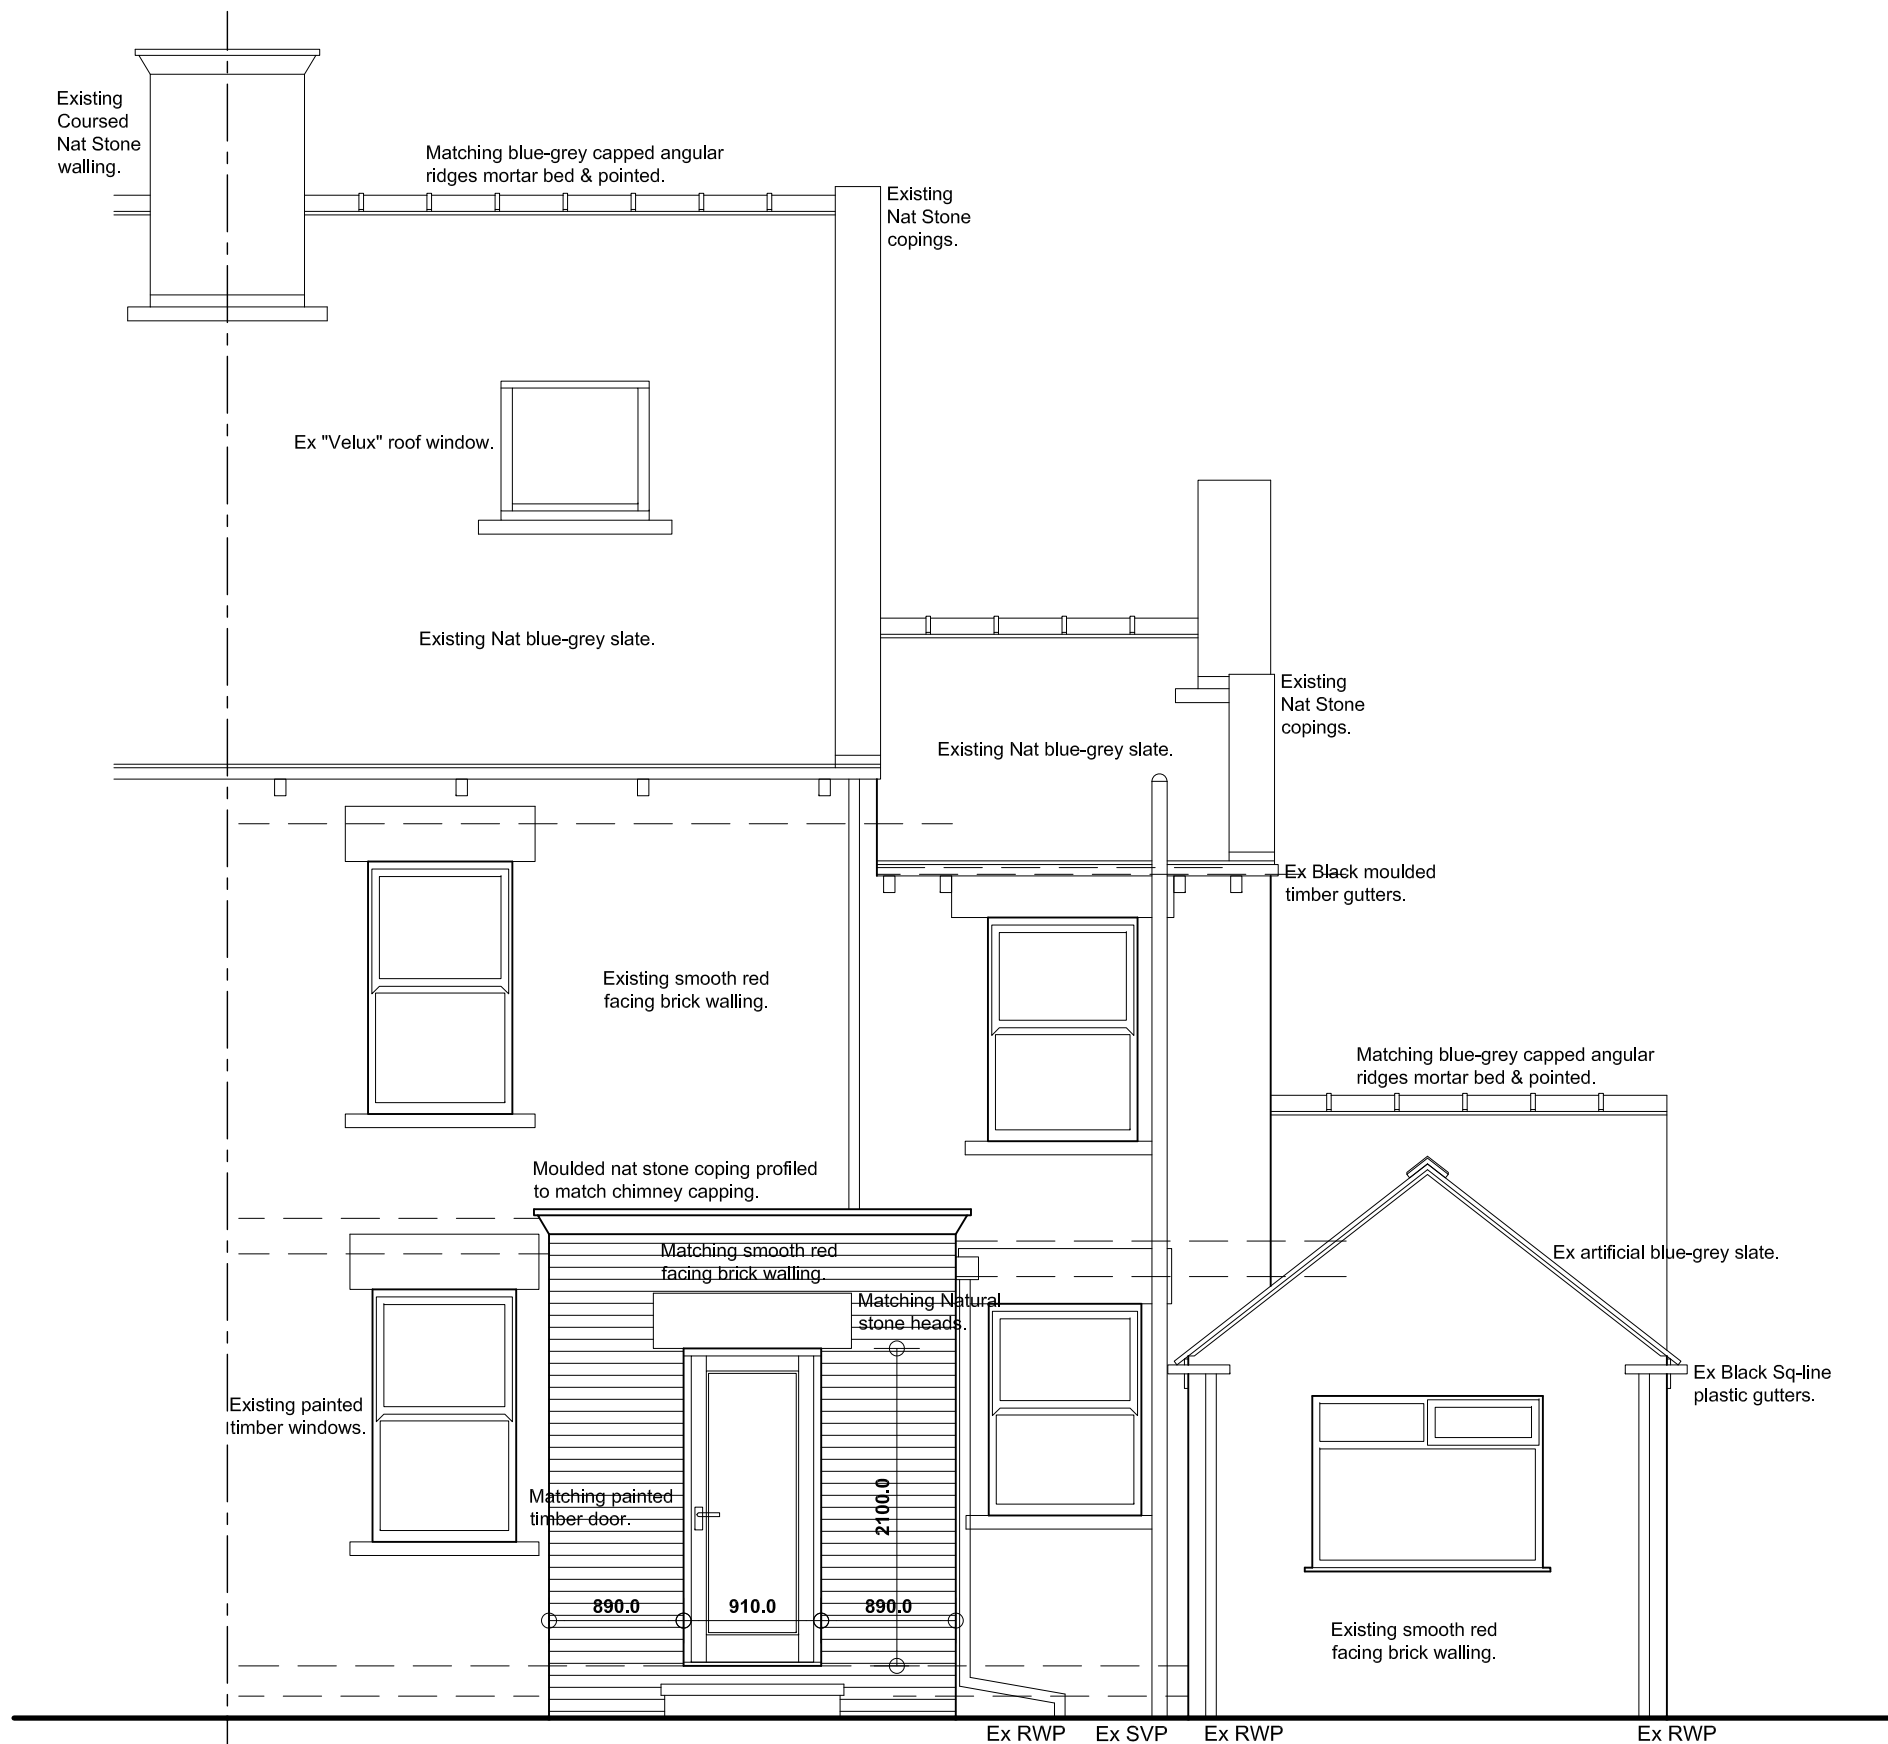 Existing
Coursed
Nat Stone
walling.
Matching blue-grey capped angular
ridges mortar bed & pointed.
Existing
Nat Stone
copings.
Ex "Velux" roof window.
Existing Nat blue-grey slate.
Existing
Nat Stone
copings.
Existing Nat blue-grey slate.
Ex Black moulded
timber gutters.
Existing smooth red
facing brick walling.
Matching blue-grey capped angular
ridges mortar bed & pointed.
Moulded nat stone coping profiled
to match chimney capping.
Matching smooth red
facing brick walling.
Ex artificial blue-grey slate.
Matching Natural
stone heads.
Ex Black Sq-line
plastic gutters.
Existing painted
timber windows.
Matching painted
timber door.
2100.0
890.0
910.0
890.0
Existing smooth red
facing brick walling.
Ex RWP
Ex SVP
Ex RWP
Ex RWP